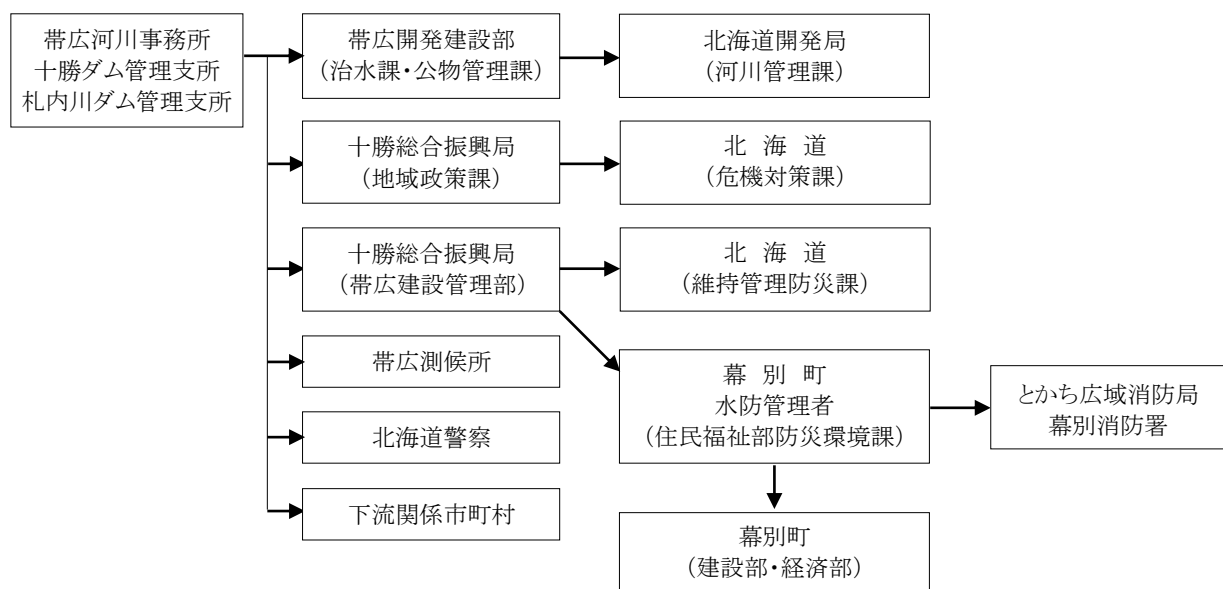 帯広河川事務所
十勝ダム管理支所
札内川ダム管理支所
帯広開発建設部
（治水課・公物管理課）
北海道開発局
（河川管理課）
十勝総合振興局
（地域政策課）
北 海 道
（危機対策課）
十勝総合振興局
（帯広建設管理部）
北 海 道
（維持管理防災課）
帯広測候所
幕 別 町
水防管理者
（住民福祉部防災環境課）
とかち広域消防局
幕別消防署
北海道警察
下流関係市町村
幕別町
（建設部・経済部）